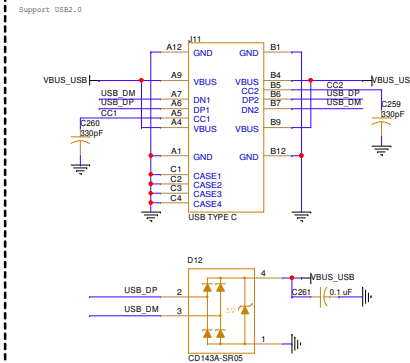 Support USB2.0
J11
A12 GND GND B1
VBUS_USB A9 VBUS VBUS B4 VBUS_US
CC2 B5 CC2
USB_DM A7 DN1 DP2 B6 USB_DP
USB_DP A6 DP1 DN2 B7 USB_DM
CC1 A5 CC1
C260 A4 VBUS VBUS B9 C259
330pF 330pF
A1 GND GND B12
C1 CASE1
C2 CASE2
C3 CASE3
C4 CASE4
USB TYPE C
D12
4 VBUS_USB
USB_DP 2 C261 0.1 uF
USB_DM 3 5V
1
CD143A-SR05